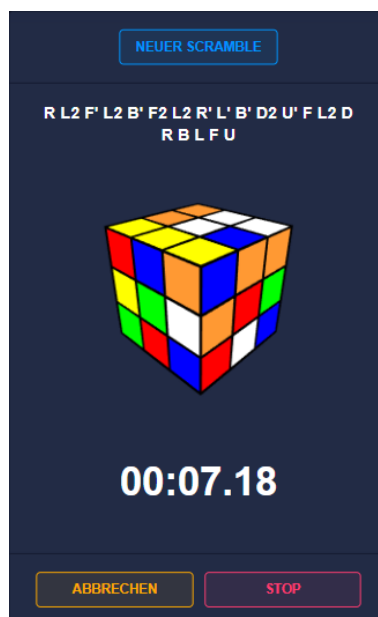 NEUER SCRAMBLE
R L2 F' L2 B' F2 L2 R' L' B' D2 U' F L2 D
R B L F U
00:07.18
ABBRECHEN
STOP